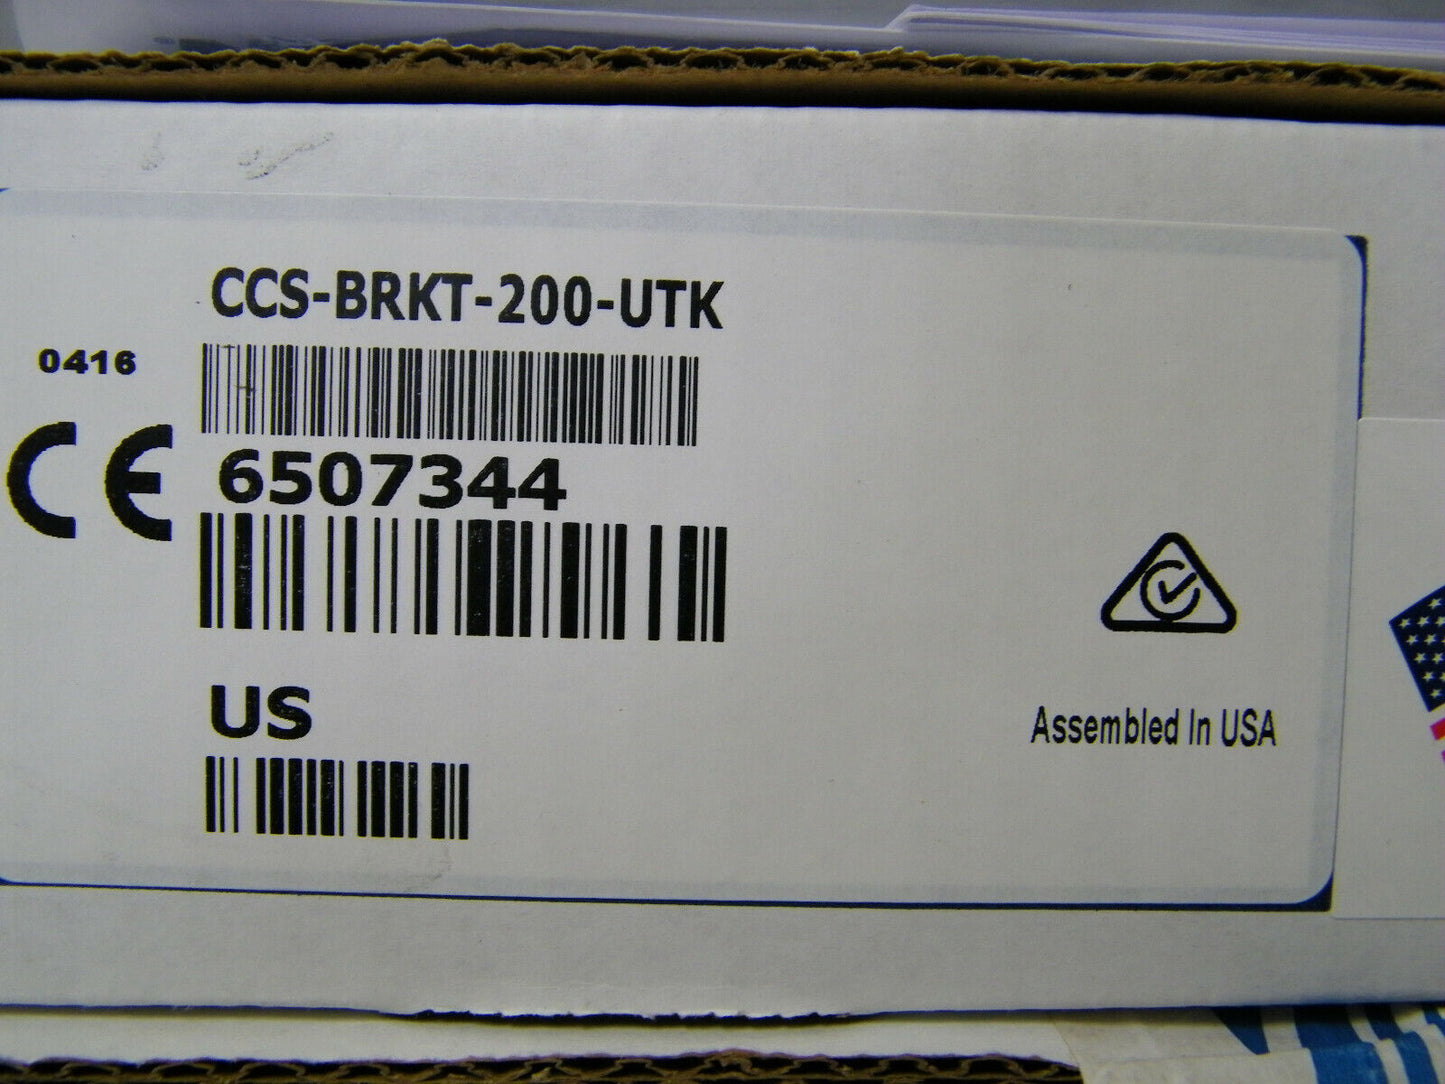 CCS-BRKT-200-UTK
0416
CE
6507344
US
Assembled In USA